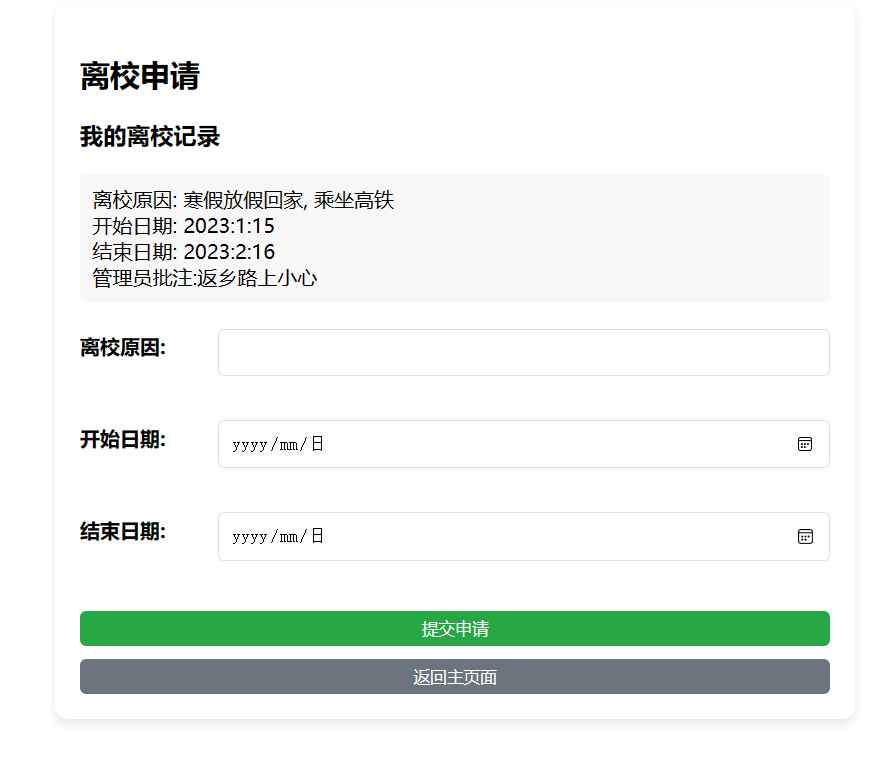 离校申请
我的离校记录
离校原因: 寒假放假回家, 乘坐高铁
开始日期: 2023:1:15
结束日期: 2023:2:16
管理员批注:返乡路上小心
离校原因:
开始日期:
yyyy/mm/日
结束日期:
yyyy/mm/日
提交申请
返回主页面